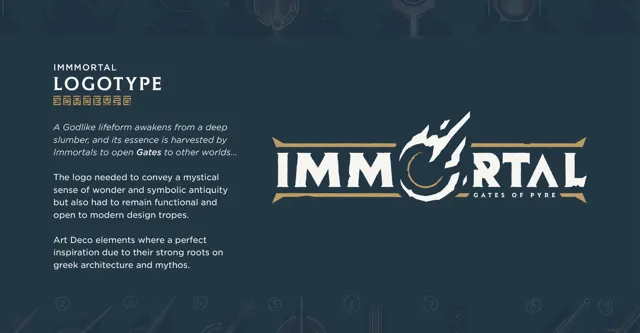 IMMMORTAL
LOGOTYPE
A Godlike lifeform awakens from a deep
slumber, and its essence is harvested by
Immortals to open Gates to other worlds...
The logo needed to convey a mystical
sense of wonder and symbolic antiquity
but also had to remain functional and
open to modern design tropes.
Art Deco elements where a perfect
inspiration due to their strong roots on
greek architecture and mythos.
IMMORTAL
GATES OF PYRE